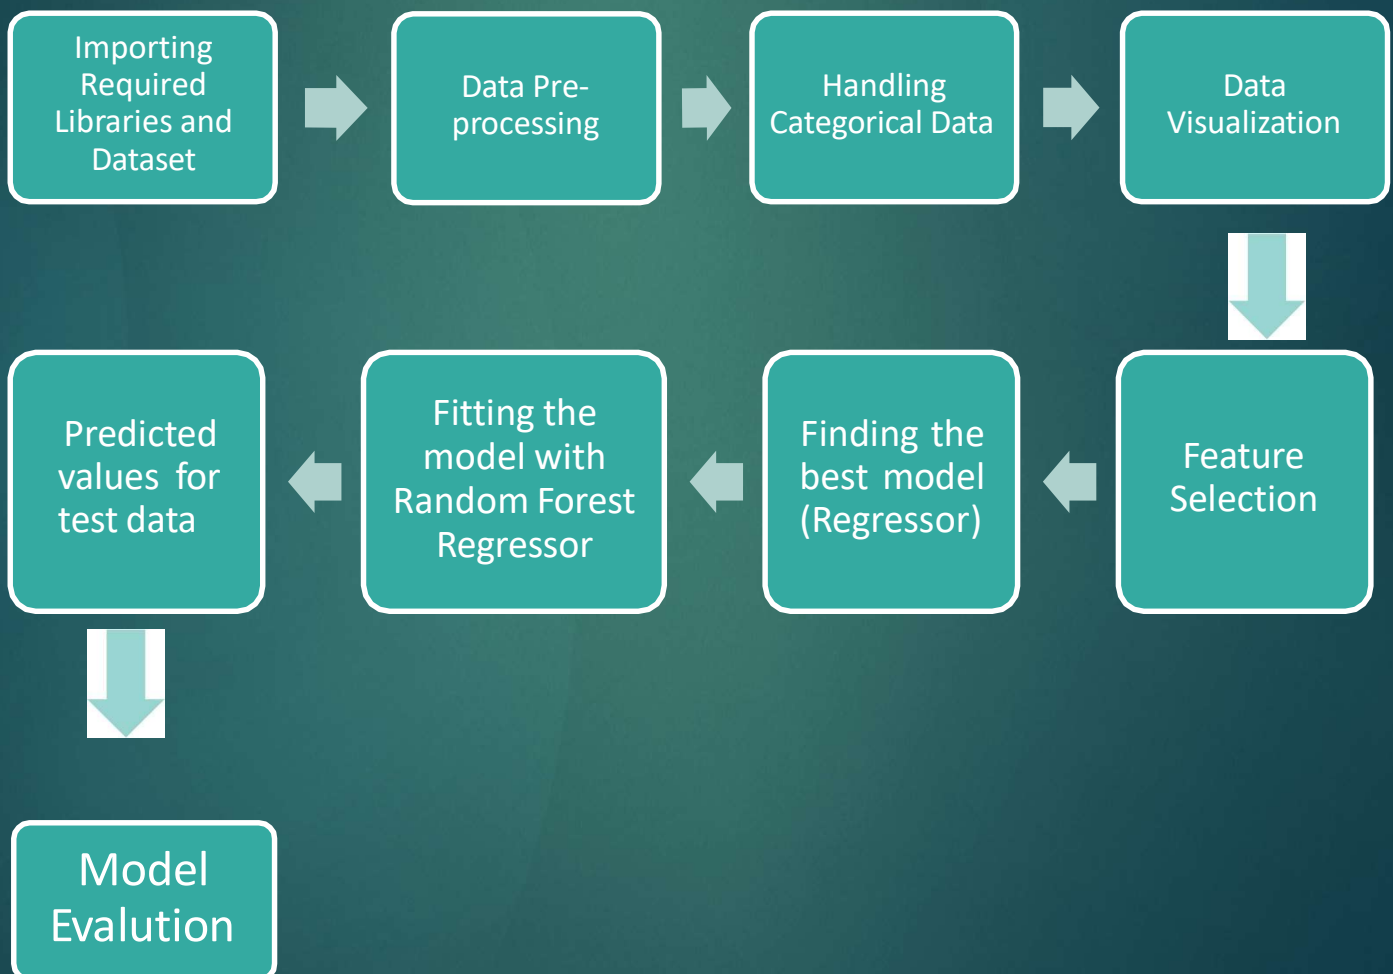 Importing
Required
Libraries and
Dataset
Data Pre-
processing
Handling
Categorical Data
Data
Visualization
Feature
Selection
Finding the
best model
(Regressor)
Fitting the
model with
Random Forest
Regressor
Predicted
values for
test data
Model
Evalution